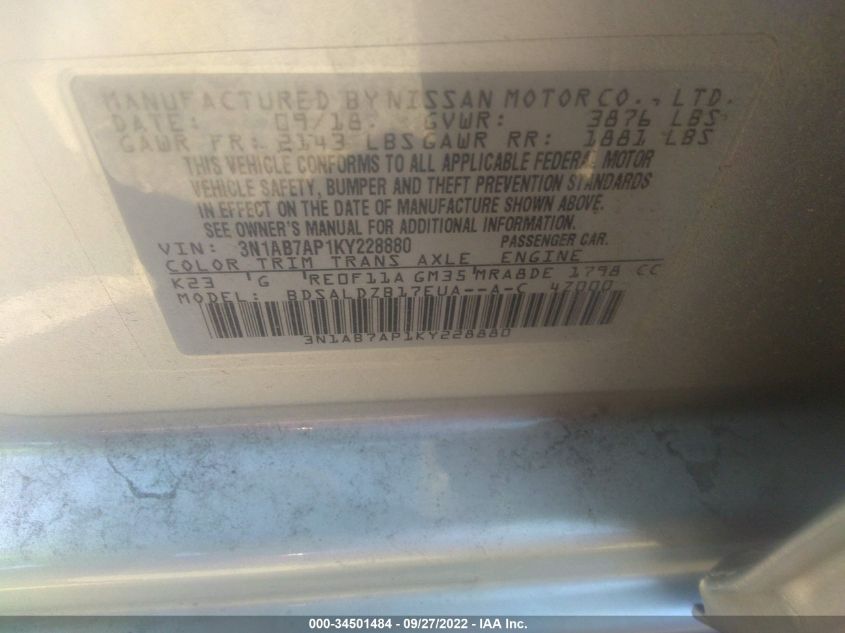 MANUFACTURED BY NISSAN MOTOR CO., LTD.
DATE: 09/18 GVWR: 3876 LBS
GAWR FR: 2143 LBS GAWR RR: 1881 LBS
THIS VEHICLE CONFORMS TO ALL APPLICABLE FEDERAL MOTOR
VEHICLE SAFETY, BUMPER AND THEFT PREVENTION STANDARDS
IN EFFECT ON THE DATE OF MANUFACTURE SHOWN ABOVE.
SEE OWNER'S MANUAL FOR ADDITIONAL INFORMATION.
VIN: 3N1AB7AP1KY228880 PASSENGER CAR.
COLOR TRIM TRANS AXLE ENGINE
K23 G RE0F11A GM35 MRA8DE 1798 CC
MODEL: BDSALDZB17EUA--A-C 47000
3N1AB7AP1KY228880
000-34501484 - 09/27/2022 - IAA Inc.